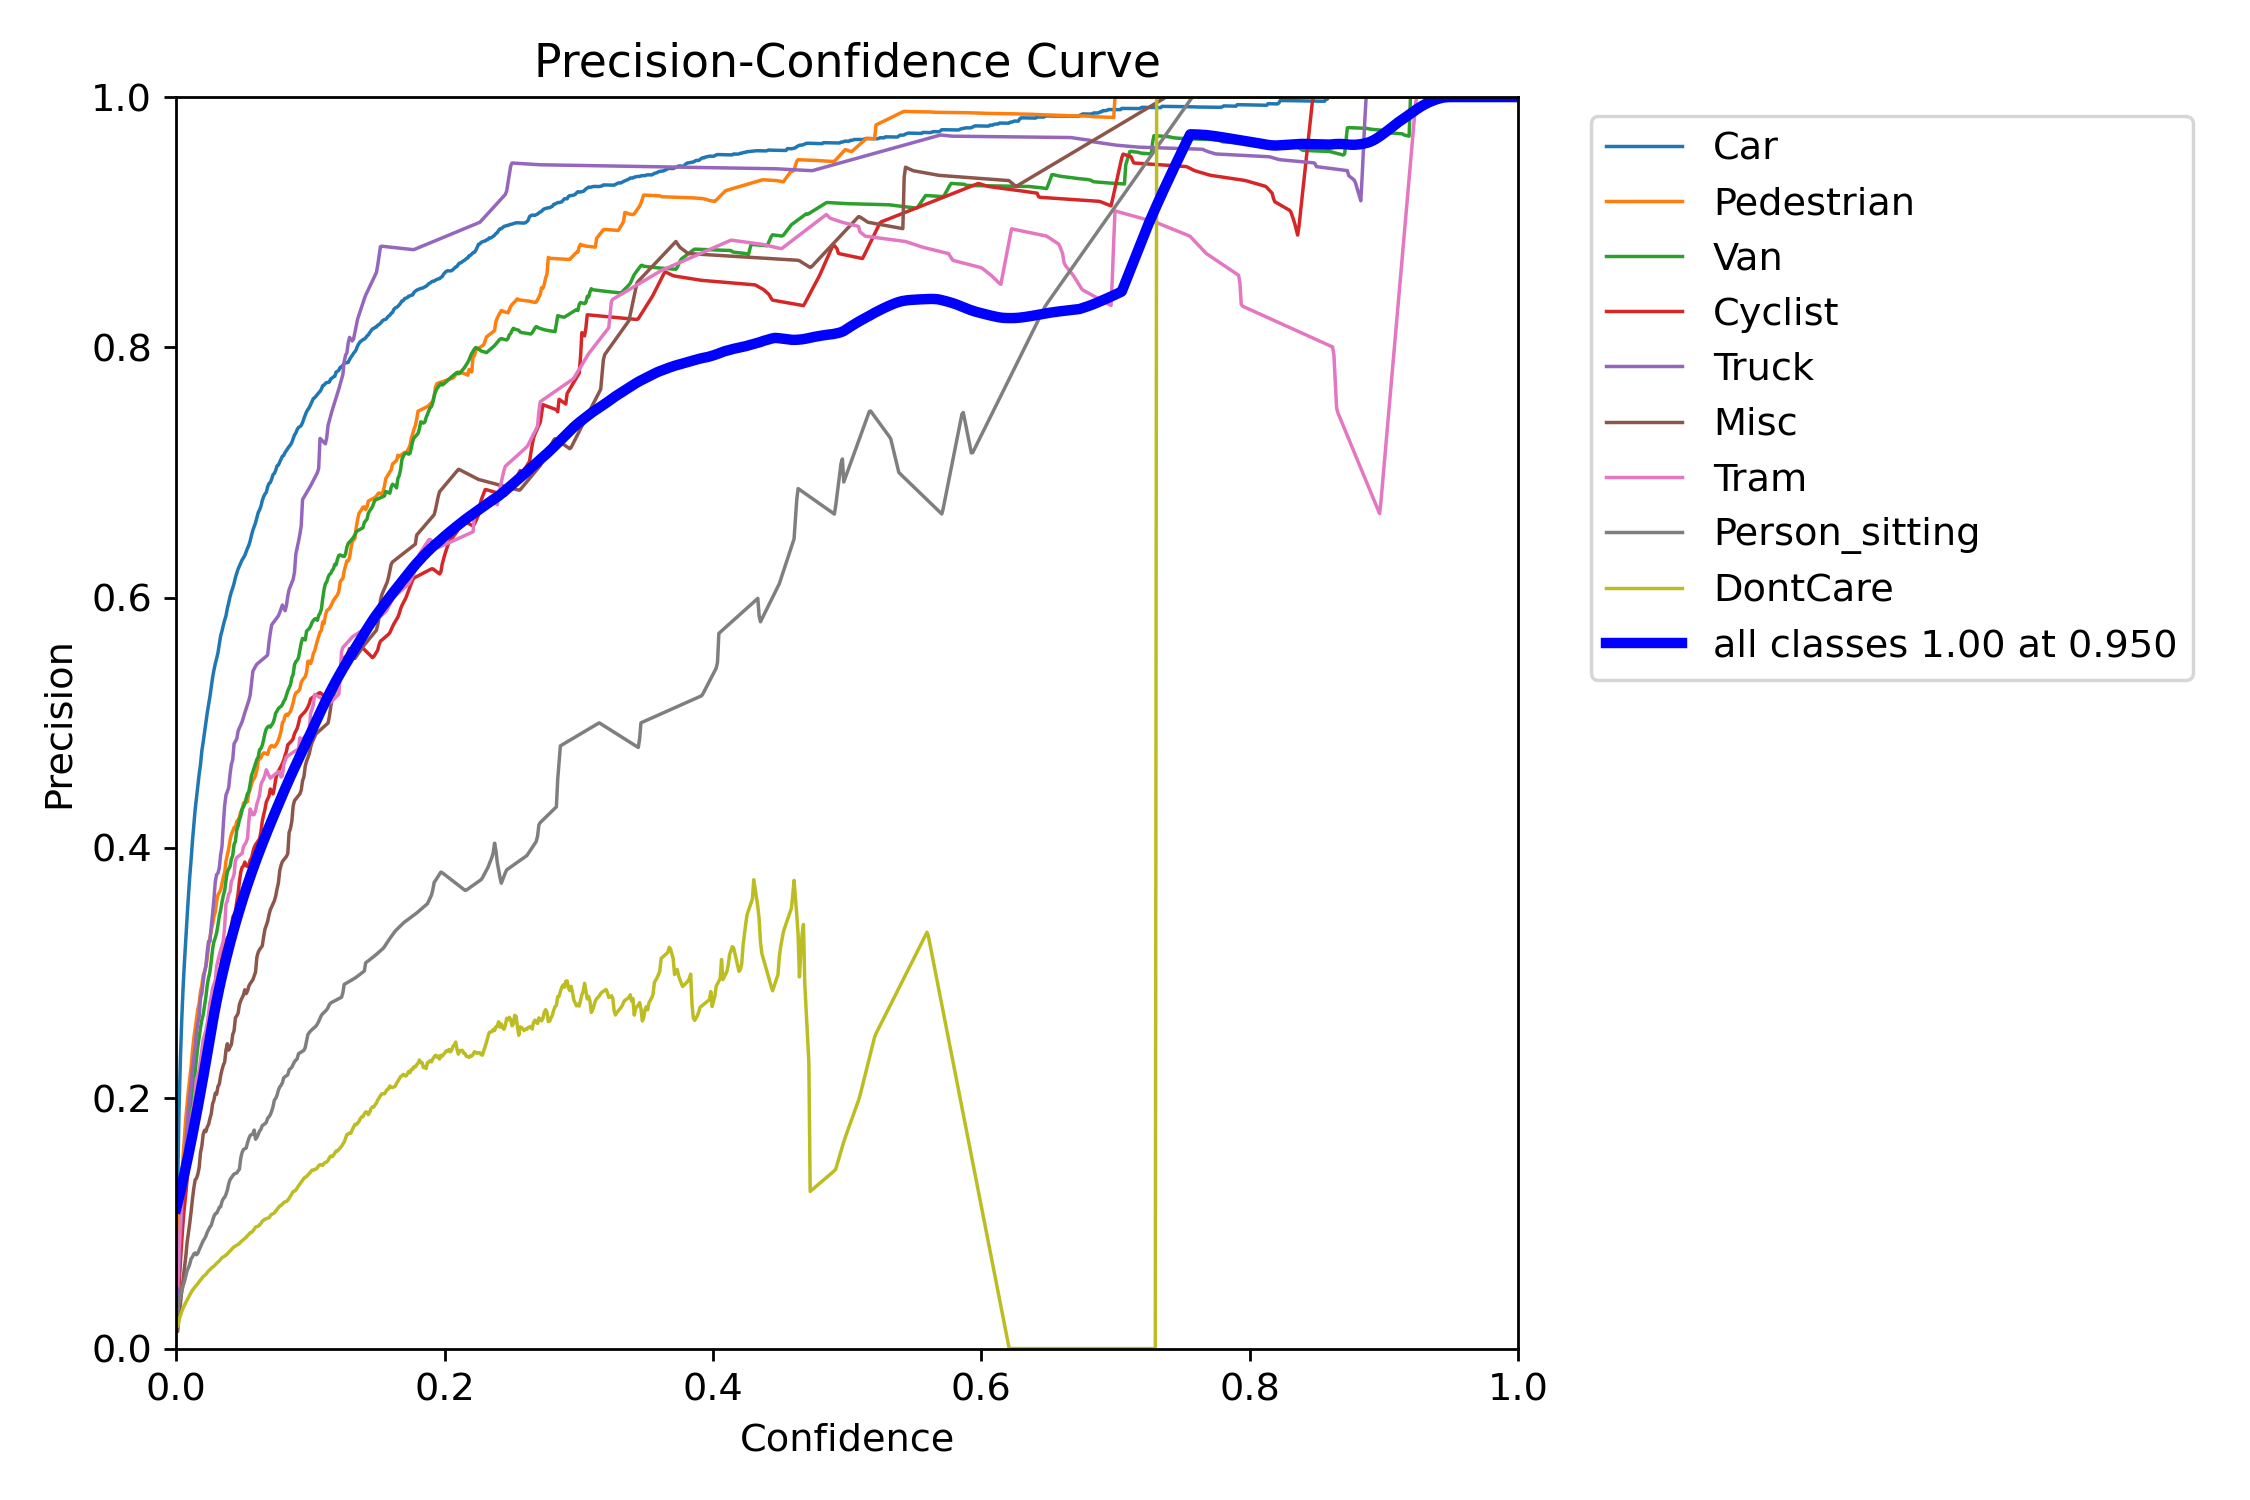 Precision-Confidence Curve
1.0
0.8
0.6
0.4
0.2
0.0
Precision
0.0 0.2 0.4 0.6 0.8 1.0
Confidence
Car
Pedestrian
Van
Cyclist
Truck
Misc
Tram
Person_sitting
DontCare
all classes 1.00 at 0.950